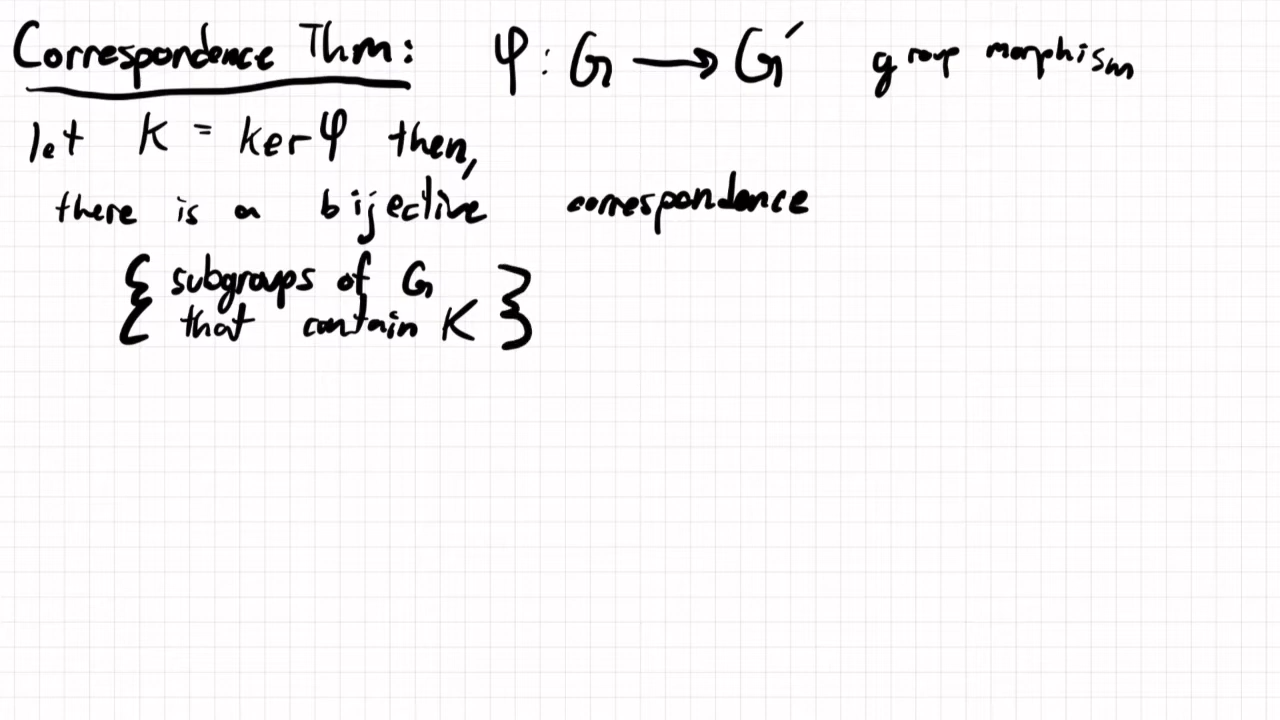 Correspondence Thm: φ: G → G′ group morphism
let K = ker φ then,
there is a bijective correspondence
{ subgroups of G
that contain K }